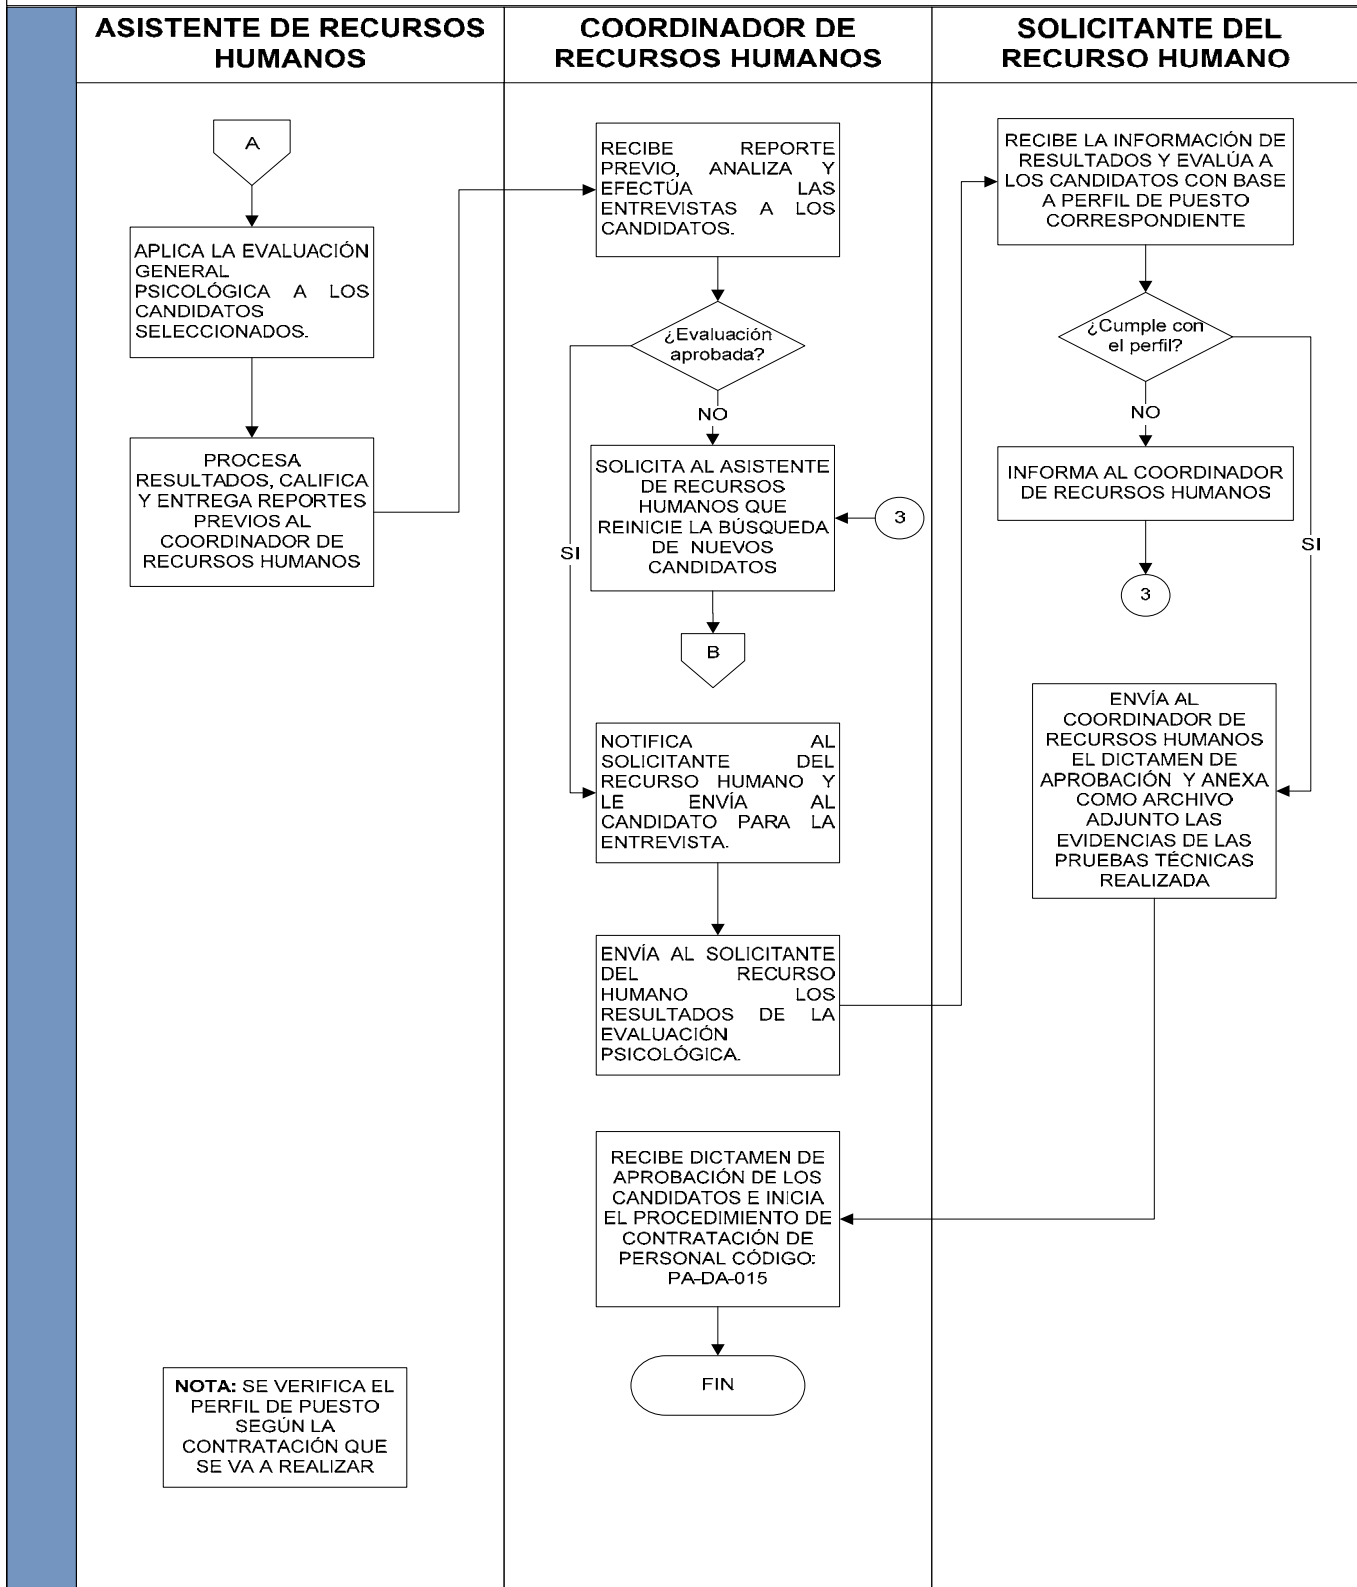 ASISTENTE DE RECURSOS
HUMANOS
COORDINADOR DE
RECURSOS HUMANOS
SOLICITANTE DEL
RECURSO HUMANO
A
APLICA LA EVALUACIÓN
GENERAL
PSICOLÓGICA A LOS
CANDIDATOS
SELECCIONADOS.
PROCESA
RESULTADOS, CALIFICA
Y ENTREGA REPORTES
PREVIOS AL
COORDINADOR DE
RECURSOS HUMANOS
NOTA: SE VERIFICA EL
PERFIL DE PUESTO
SEGÚN LA
CONTRATACIÓN QUE
SE VA A REALIZAR
RECIBE REPORTE
PREVIO, ANALIZA Y
EFECTÚA LAS
ENTREVISTAS A LOS
CANDIDATOS.
¿Evaluación
aprobada?
NO
SOLICITA AL ASISTENTE
DE RECURSOS
HUMANOS QUE
REINICIE LA BÚSQUEDA
DE NUEVOS
CANDIDATOS
3
SI
B
NOTIFICA AL
SOLICITANTE DEL
RECURSO HUMANO Y
LE ENVÍA AL
CANDIDATO PARA LA
ENTREVISTA.
ENVÍA AL SOLICITANTE
DEL RECURSO
HUMANO LOS
RESULTADOS DE LA
EVALUACIÓN
PSICOLÓGICA.
RECIBE DICTAMEN DE
APROBACIÓN DE LOS
CANDIDATOS E INICIA
EL PROCEDIMIENTO DE
CONTRATACIÓN DE
PERSONAL CÓDIGO:
PA-DA-015
FIN
RECIBE LA INFORMACIÓN DE
RESULTADOS Y EVALÚA A
LOS CANDIDATOS CON BASE
A PERFIL DE PUESTO
CORRESPONDIENTE
¿Cumple con
el perfil?
NO
INFORMA AL COORDINADOR
DE RECURSOS HUMANOS
SI
3
ENVÍA AL
COORDINADOR DE
RECURSOS HUMANOS
EL DICTAMEN DE
APROBACIÓN Y ANEXA
COMO ARCHIVO
ADJUNTO LAS
EVIDENCIAS DE LAS
PRUEBAS TÉCNICAS
REALIZADA